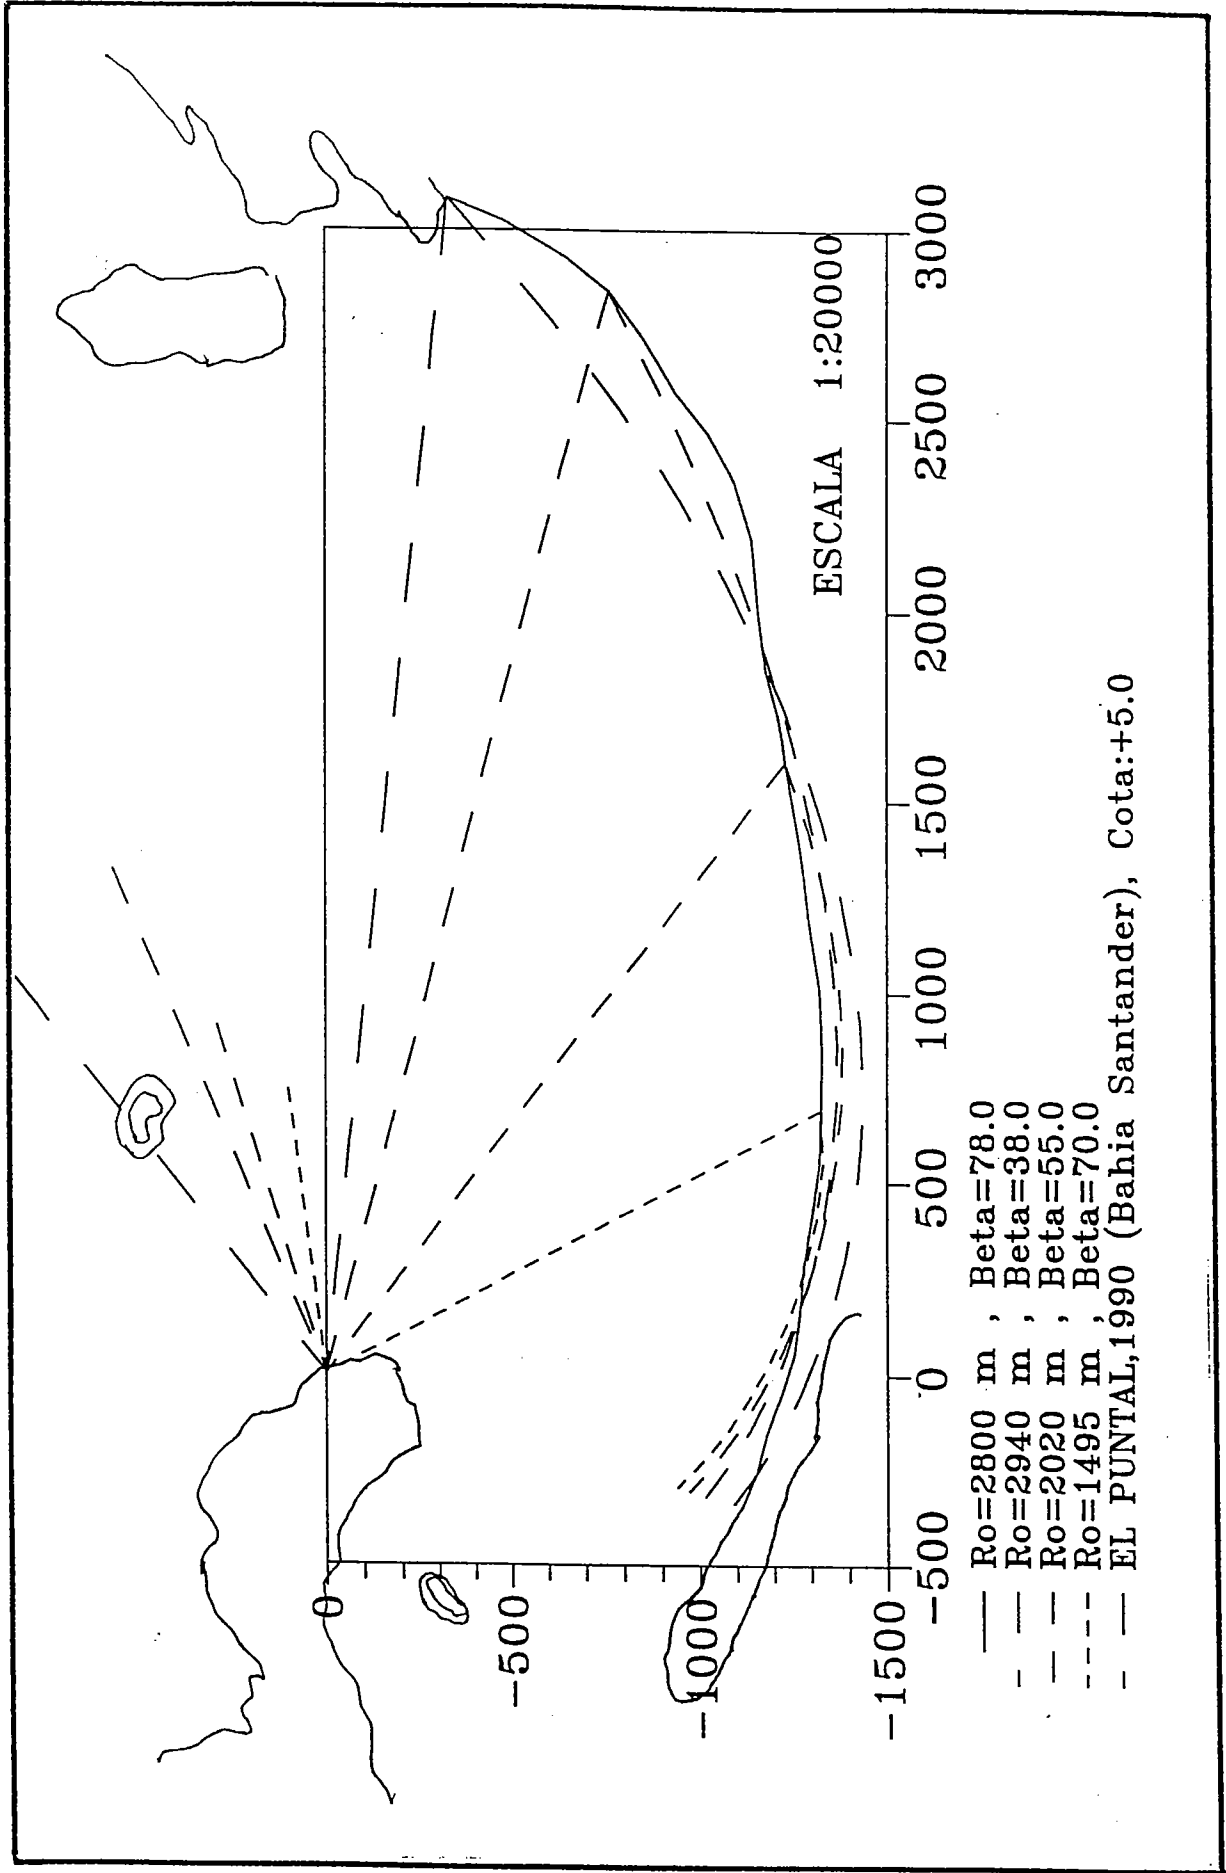 0
-500
-1000
-1500
-500
0
500
1000
1500
2000
2500
3000
ESCALA 1:20000
Ro=2800 m , Beta=78.0
Ro=2940 m , Beta=38.0
Ro=2020 m , Beta=55.0
Ro=1495 m , Beta=70.0
EL PUNTAL,1990 (Bahia Santander), Cota:+5.0